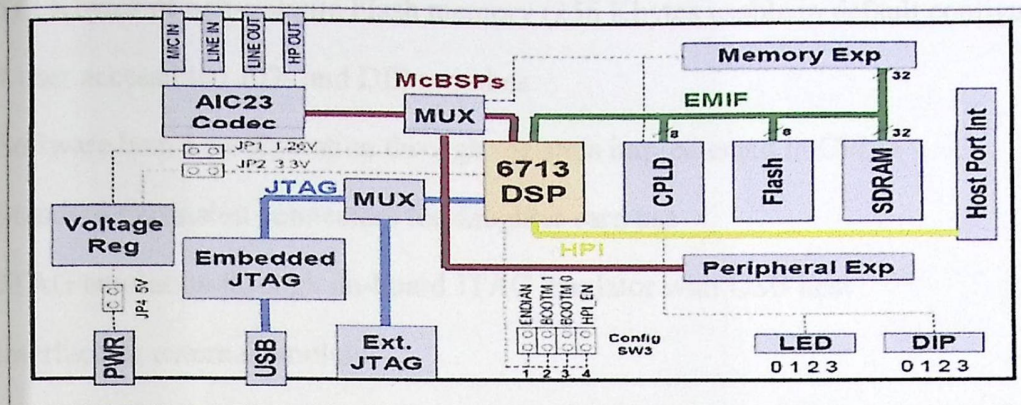 MIC IN
LINE IN
LINE OUT
HP OUT
AIC23
Codec
McBSPs
MUX
Memory Exp
32
EMIF
6713
DSP
8
CPLD
8
Flash
32
SDRAM
Host Port Int
JP2 3.3V
JTAG
MUX
Voltage
Reg
Embedded
JTAG
HPI
Peripheral Exp
JP4 5V
ENDIAN
BOOTM 1
BOOTM 0
HPI_En
Config
SW3
1 2 3 4
PWR
USB
Ext.
JTAG
LED
0 1 2 3
DIP
0 1 2 3